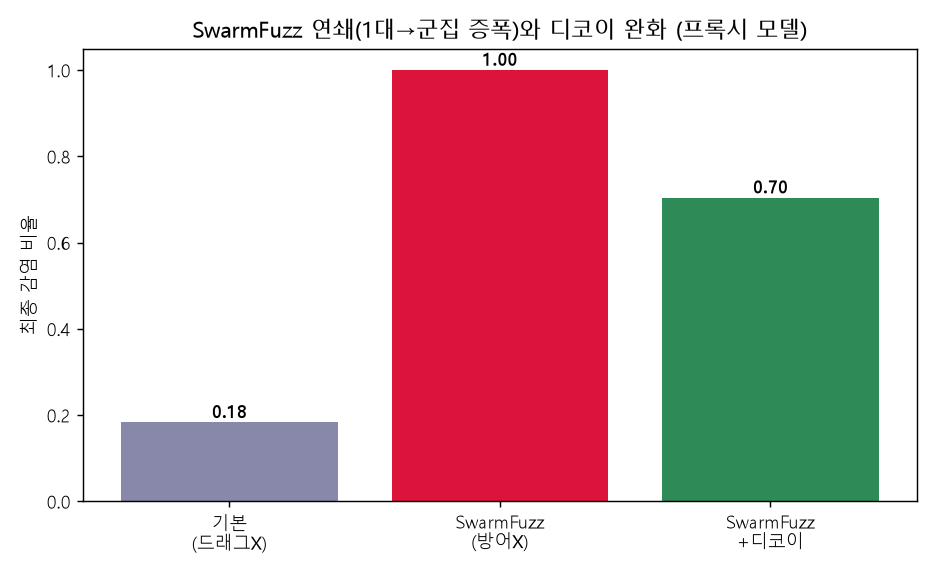 SwarmFuzz 연쇄(1대→군집 증폭)와 디코이 완화 (프록시 모델)
최종 감염 비율
1.0
0.8
0.6
0.4
0.2
0.0
0.18
1.00
0.70
기본
(드래그X)
SwarmFuzz
(방어X)
SwarmFuzz
+디코이